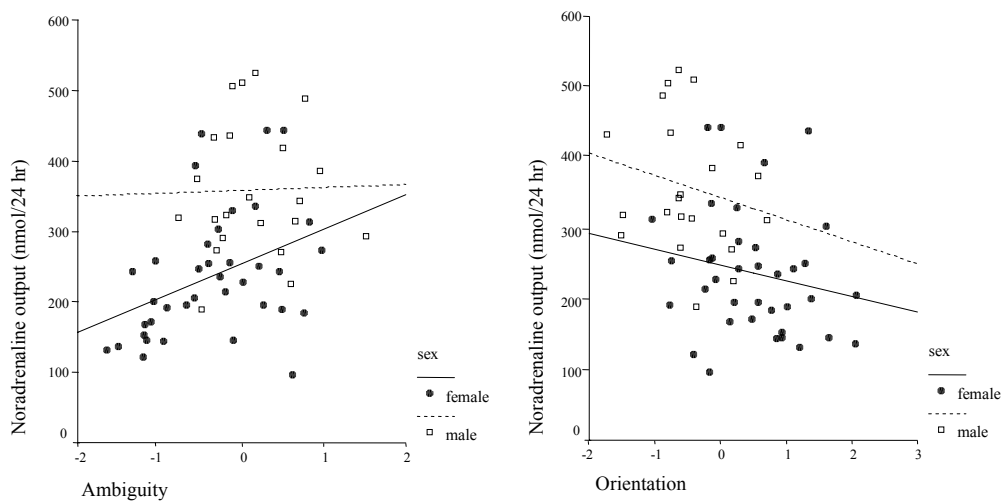 600
500
400
300
200
100
0
Noradrenaline output (nmol/24 hr)
-2
-1
0
1
2
Ambiguity
sex
female
male
600
500
400
300
200
100
0
Noradrenaline output (nmol/24 hr)
-2
-1
0
1
2
3
Orientation
sex
female
male